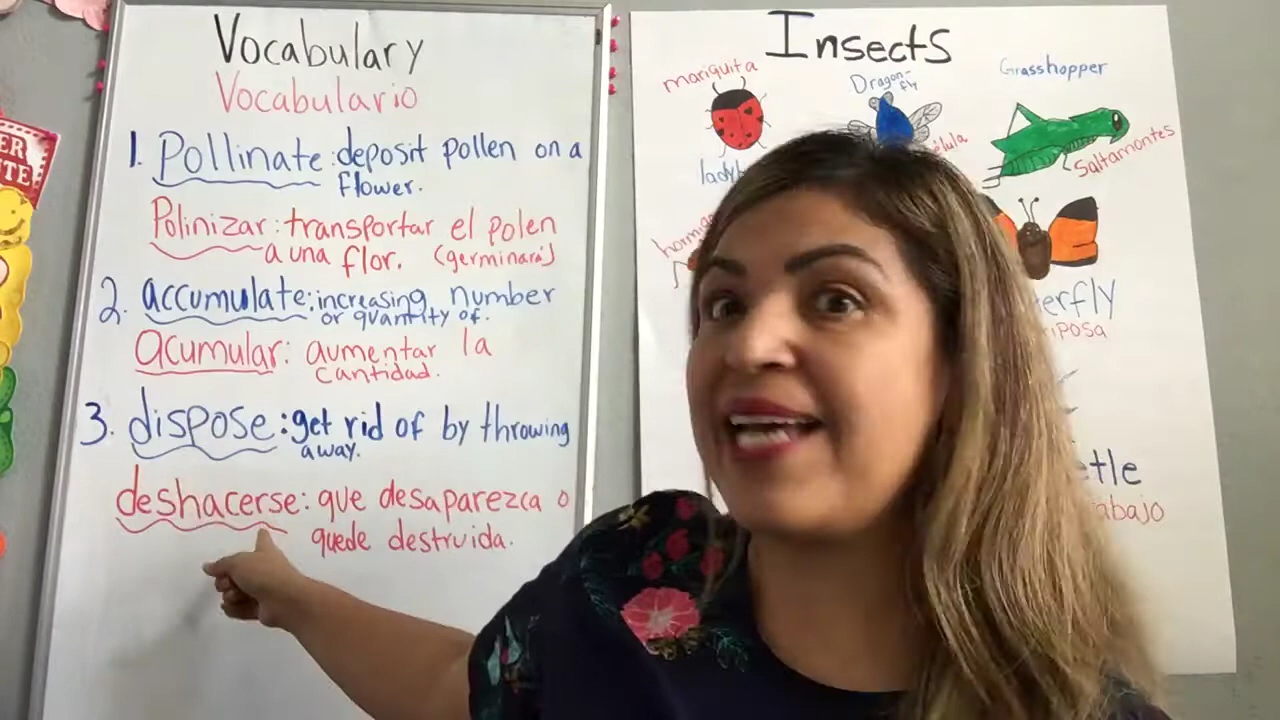 Vocabulary
Vocabulario
1. Pollinate: deposit pollen on a
flower.
Polinizar: transportar el polen
a una flor. (germinará)
2. accumulate: increasing number
or quantity of.
acumular: aumentar la
cantidad.
3. dispose: get rid of by throwing
away.
deshacerse: que desaparezca o
quede destruida.
Insects
mariquita
Dragon-
fly
Grasshopper
Saltamontes